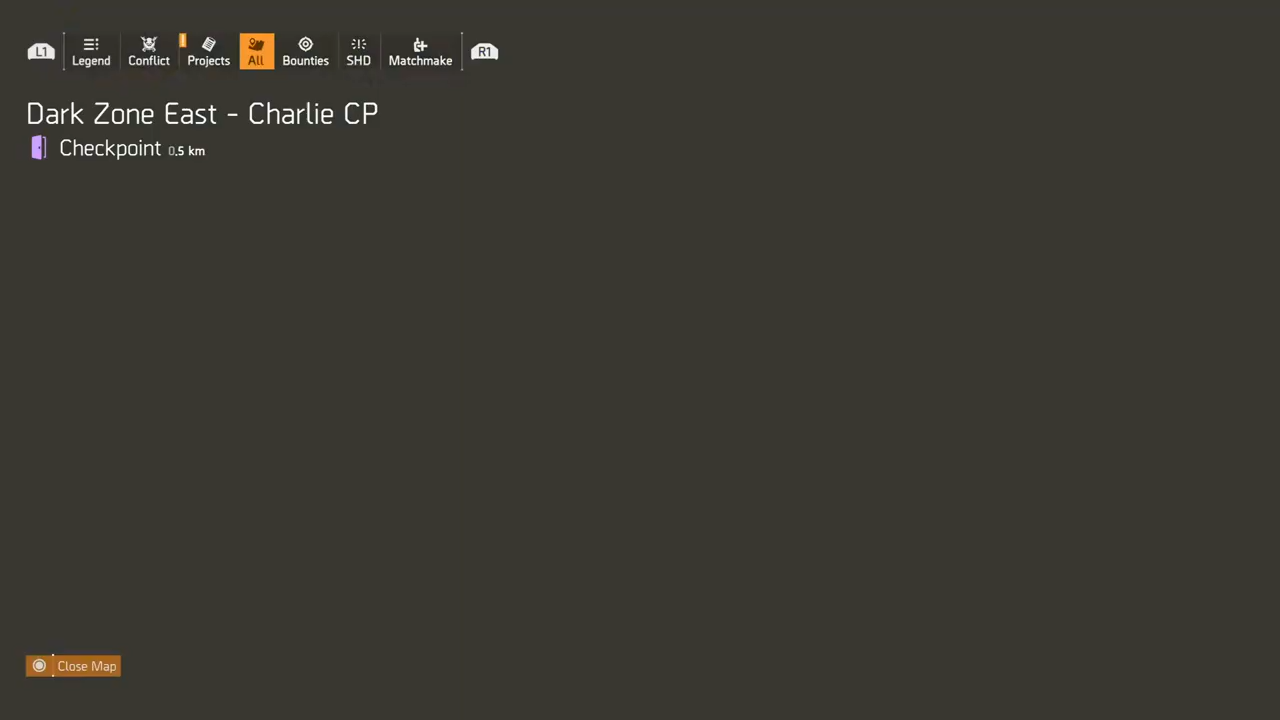 L1 Legend Conflict Projects All Bounties SHD Matchmake R1
Dark Zone East - Charlie CP
Checkpoint 0.5 km
Close Map